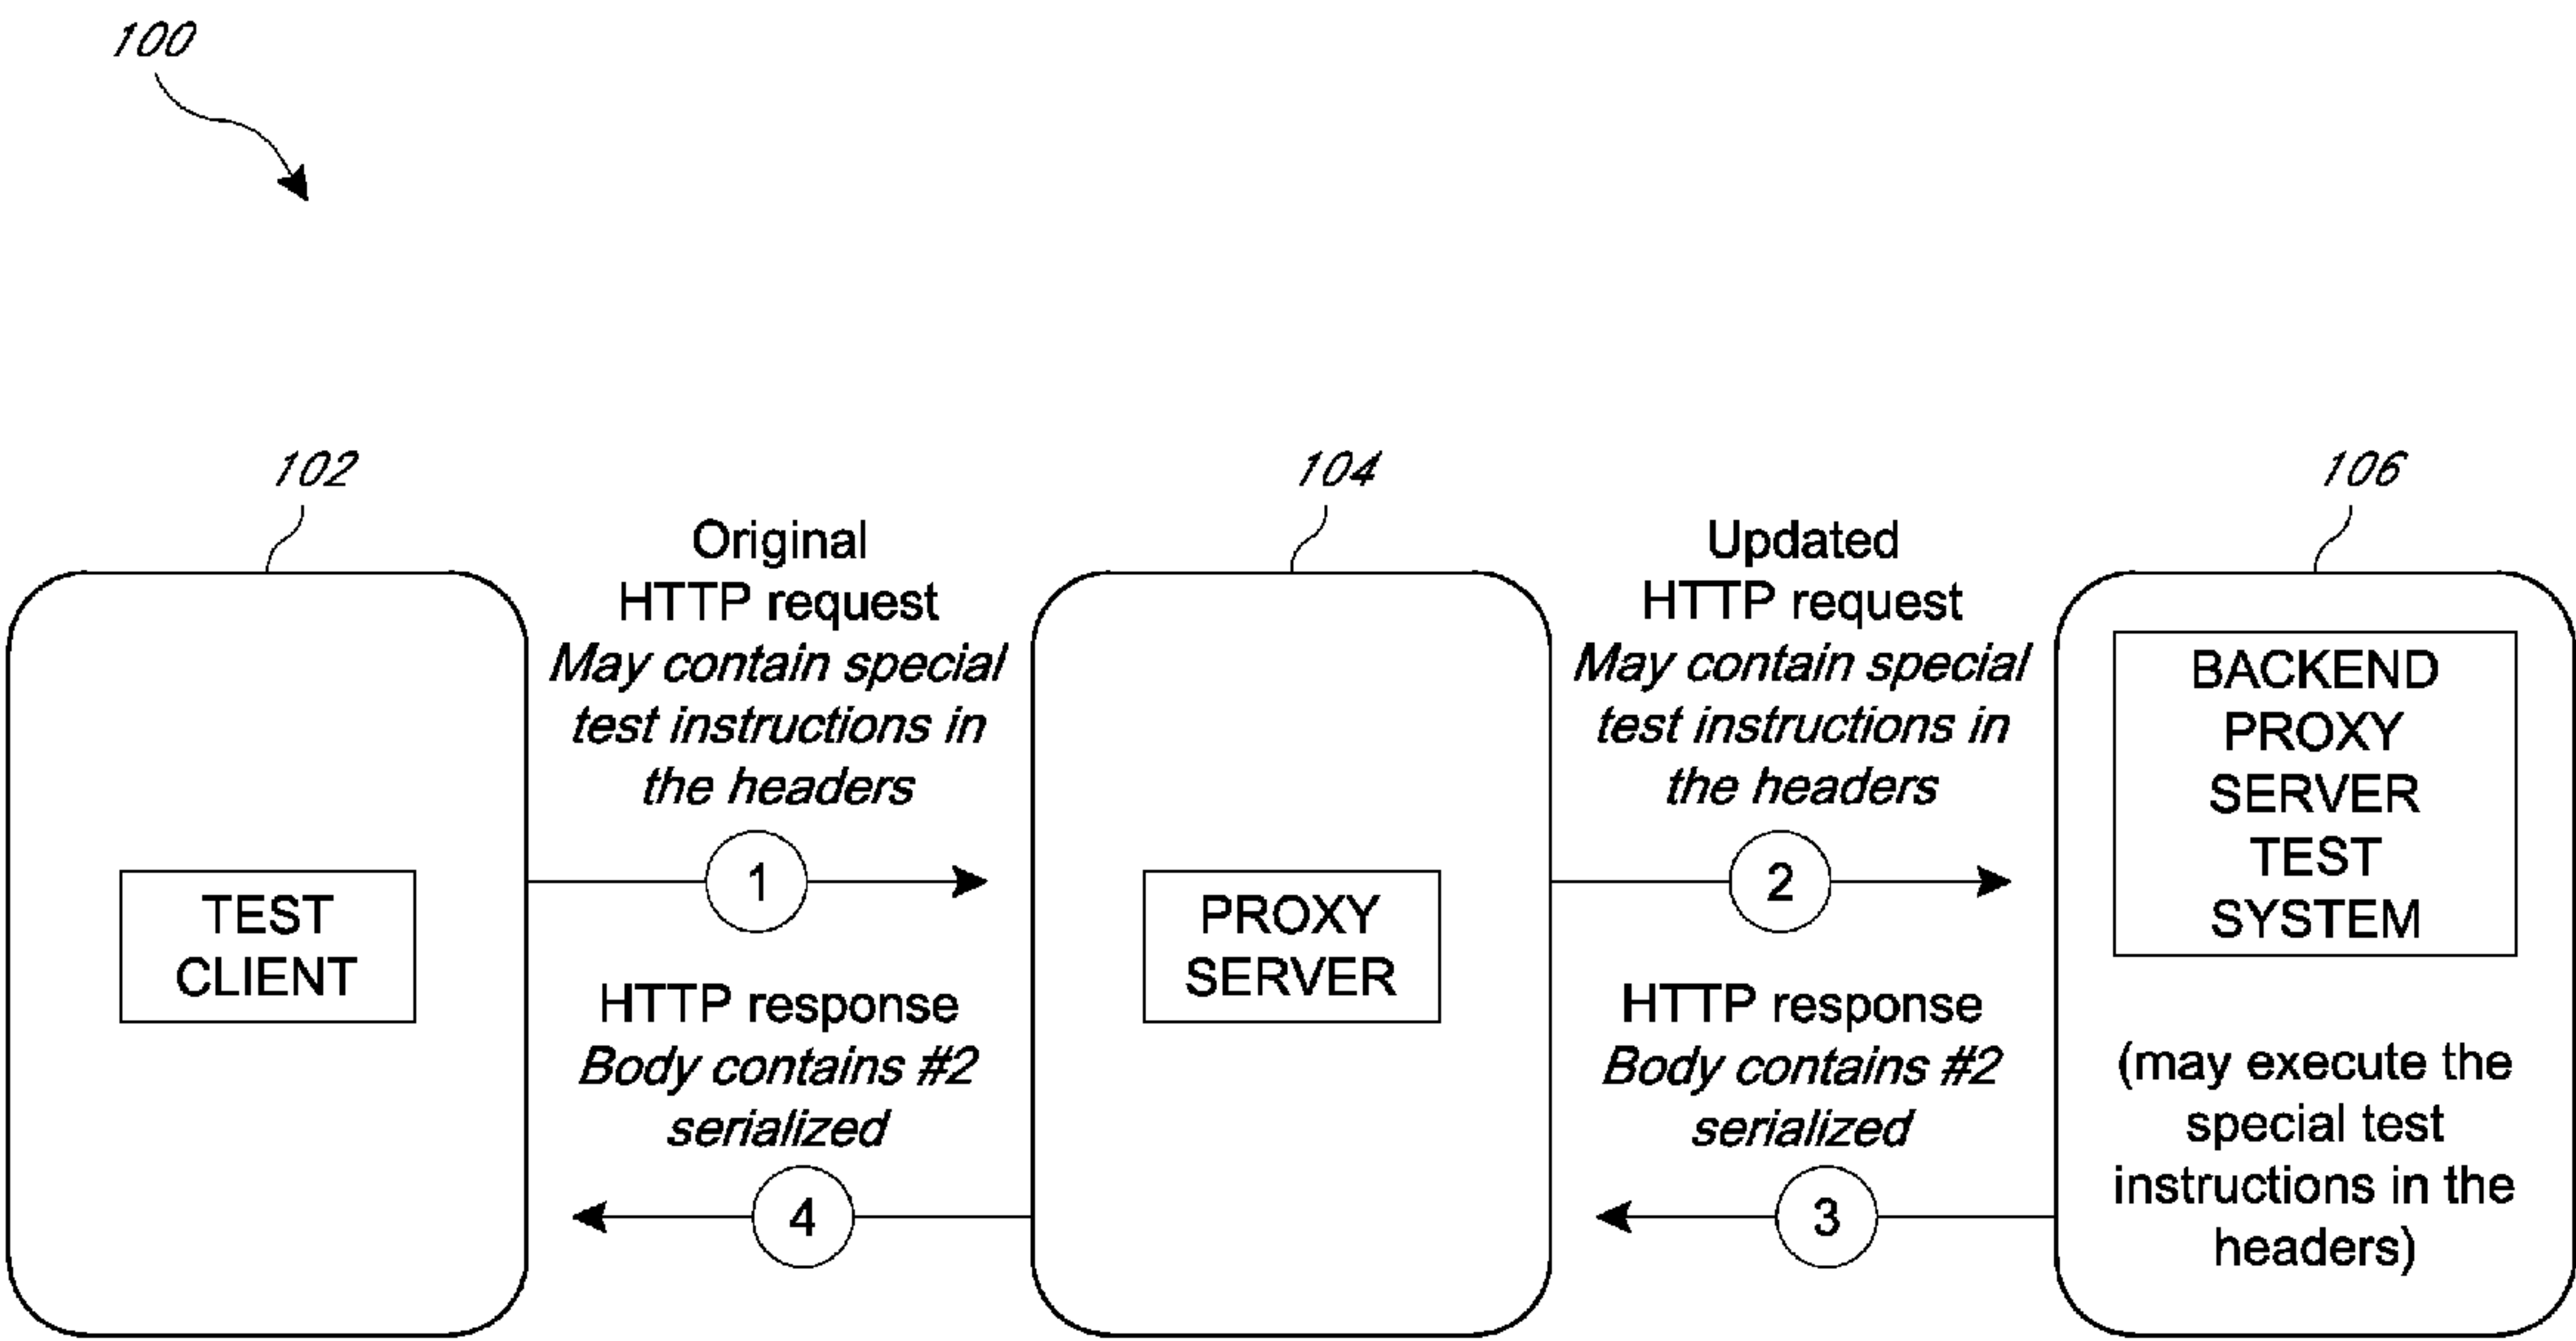 100
102
104
106
Original
HTTP request
May contain special
test instructions in
the headers
1
Updated
HTTP request
May contain special
test instructions in
the headers
2
TEST
CLIENT
PROXY
SERVER
BACKEND
PROXY
SERVER
TEST
SYSTEM
HTTP response
Body contains #2
serialized
4
HTTP response
Body contains #2
serialized
3
(may execute the
special test
instructions in the
headers)